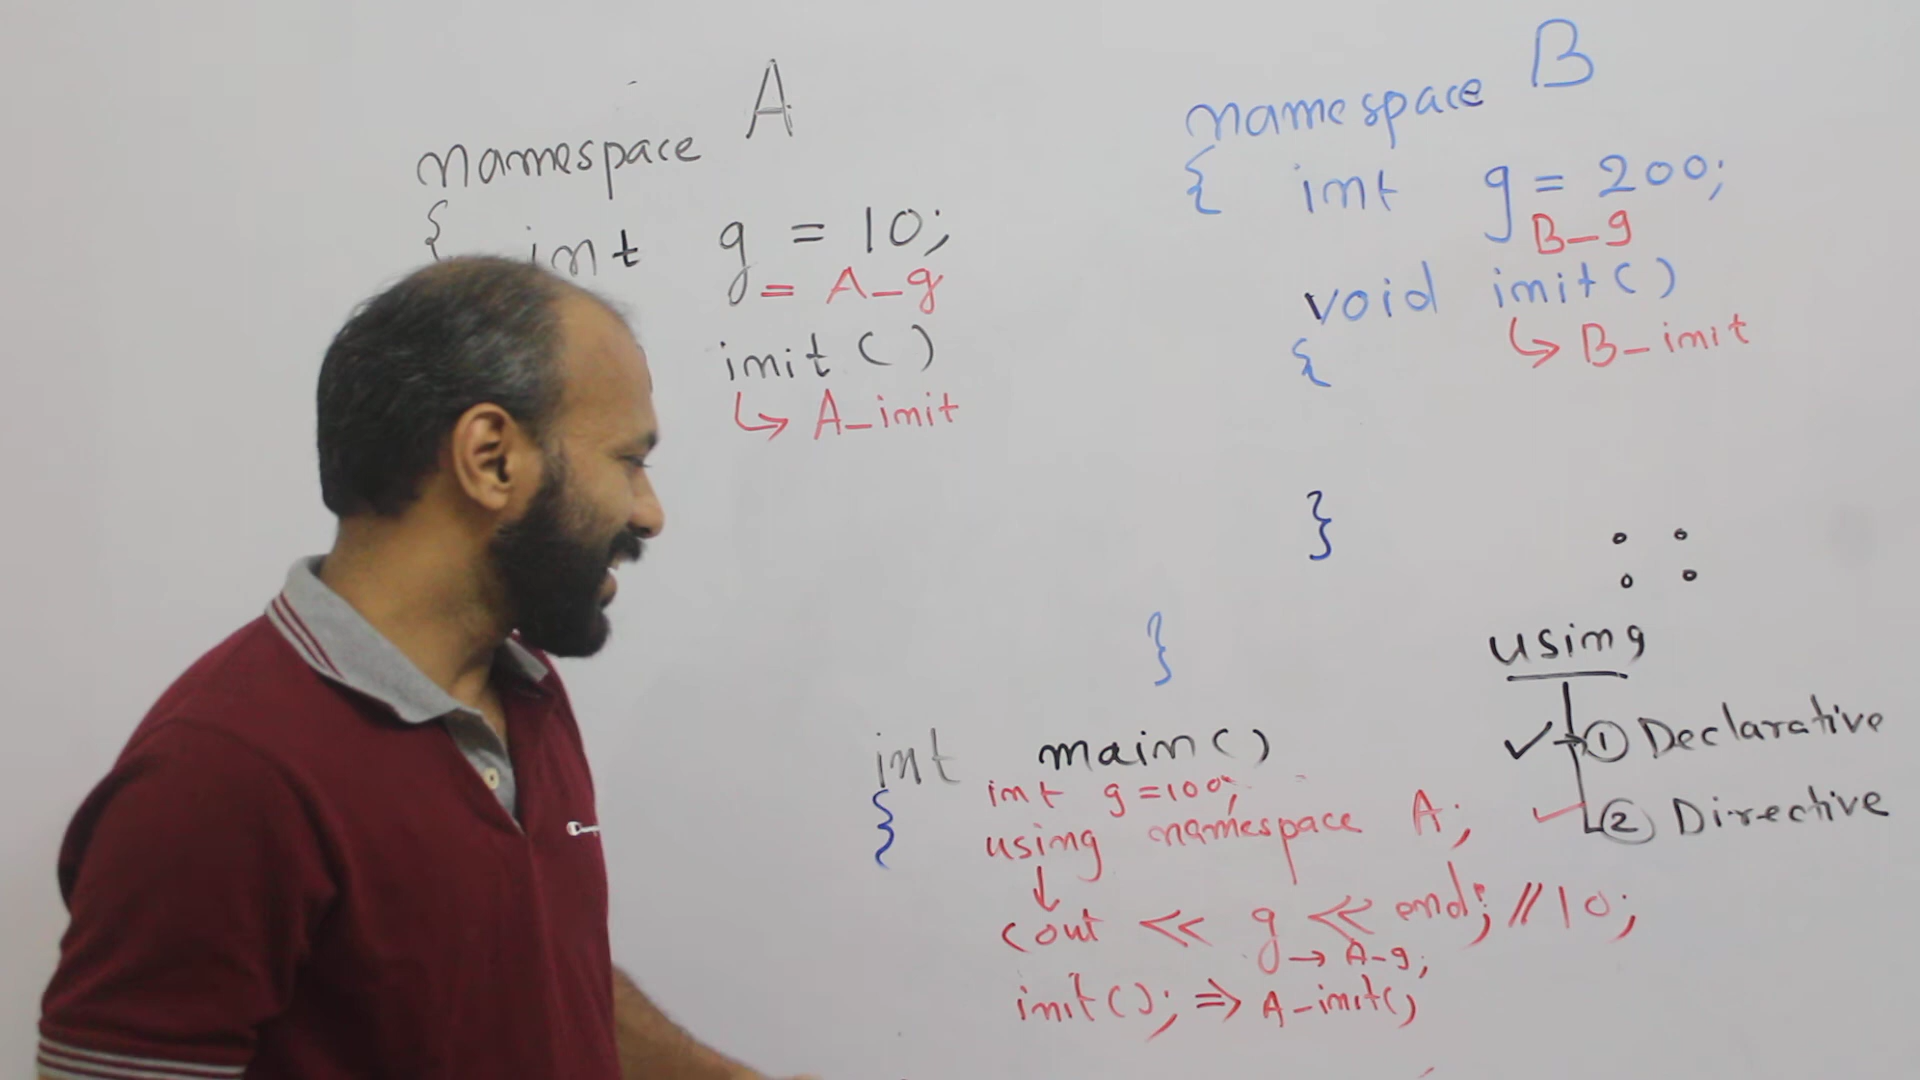 namespace A
{ int g = 10;
= A_g
init ( )
↳ A_init
namespace B
{ int g = 200;
B_g
void init ( )
↳ B_init
{
}
}
: :
using
✓ → ① Declarative
✓ ② Directive
int main ( )
{ int g = 100;
using namespace A;
↓
cout << g << end; // 10;
→ A_g;
init ( ); ⇒ A_init ( )